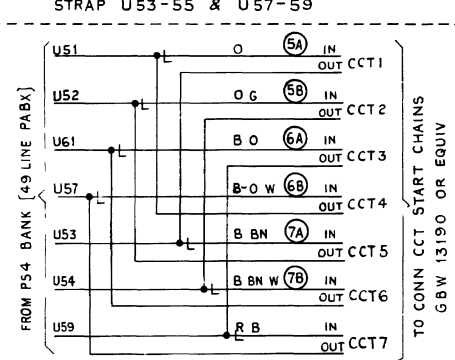 STRAP U53-55 & U57-59
U51 O 5A IN
OUT CCT1
U52 O G 5B IN
OUT CCT2
U61 B O 6A IN
OUT CCT3
U57 B-O W 6B IN
OUT CCT4
U53 B BN 7A IN
OUT CCT5
U54 B BN W 7B IN
OUT CCT6
U59 R B IN
OUT CCT7
FROM P54 BANK [49 LINE PABX]
TO CONN CCT START CHAINS
GBW 13190 OR EQUIV